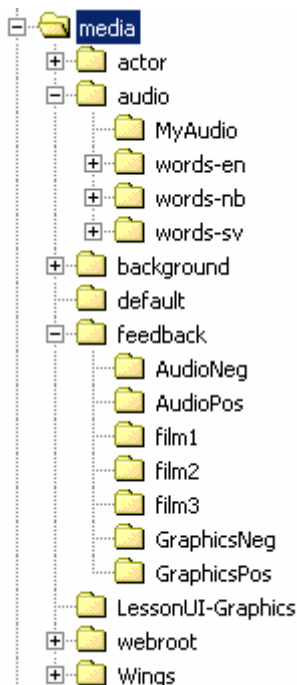 media
actor
audio
MyAudio
words-en
words-nb
words-sv
background
default
feedback
AudioNeg
AudioPos
film1
film2
film3
GraphicsNeg
GraphicsPos
LessonUI-Graphics
webroot
Wings